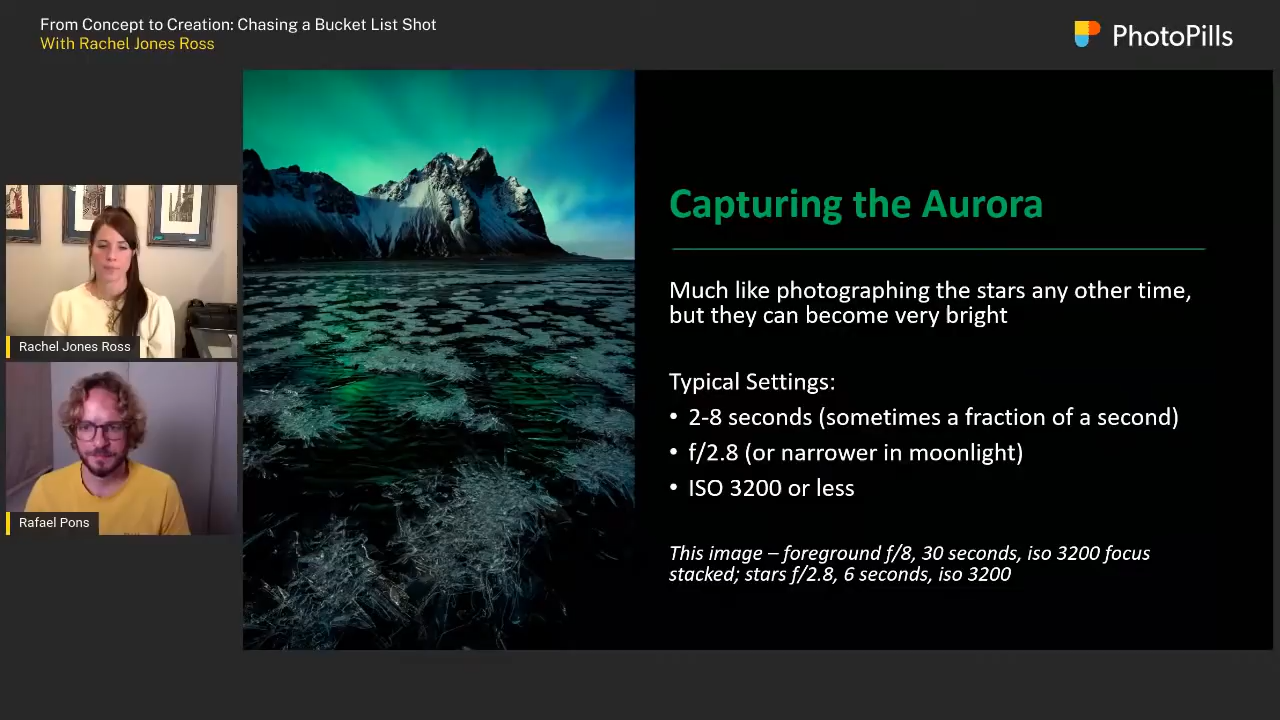 From Concept to Creation: Chasing a Bucket List Shot
With Rachel Jones Ross
PhotoPills
Rachel Jones Ross
Rafael Pons
Capturing the Aurora
Much like photographing the stars any other time,
but they can become very bright
Typical Settings:
• 2-8 seconds (sometimes a fraction of a second)
• f/2.8 (or narrower in moonlight)
• ISO 3200 or less
This image – foreground f/8, 30 seconds, iso 3200 focus
stacked; stars f/2.8, 6 seconds, iso 3200